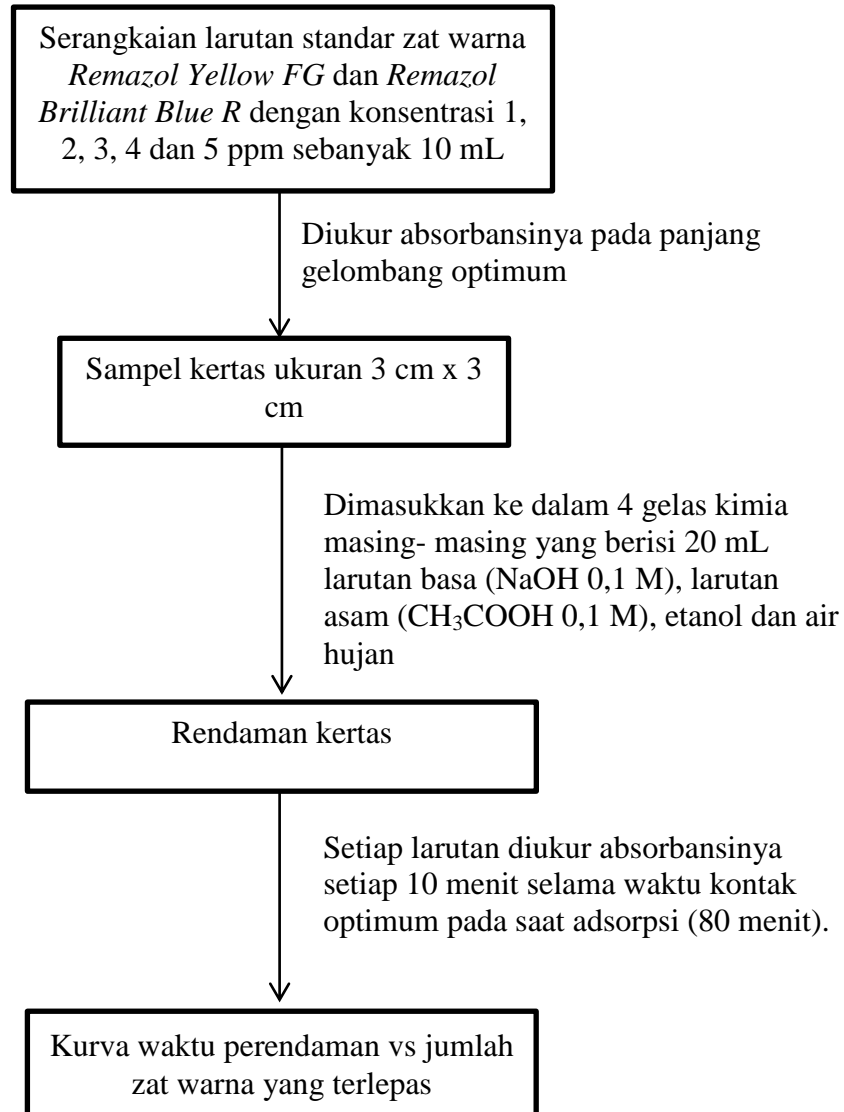 Serangkaian larutan standar zat warna
Remazol Yellow FG dan Remazol
Brilliant Blue R dengan konsentrasi 1,
2, 3, 4 dan 5 ppm sebanyak 10 mL
Diukur absorbansinya pada panjang
gelombang optimum
Sampel kertas ukuran 3 cm x 3
cm
Dimasukkan ke dalam 4 gelas kimia
masing- masing yang berisi 20 mL
larutan basa (NaOH 0,1 M), larutan
asam (CH₃COOH 0,1 M), etanol dan air
hujan
Rendaman kertas
Setiap larutan diukur absorbansinya
setiap 10 menit selama waktu kontak
optimum pada saat adsorpsi (80 menit).
Kurva waktu perendaman vs jumlah
zat warna yang terlepas